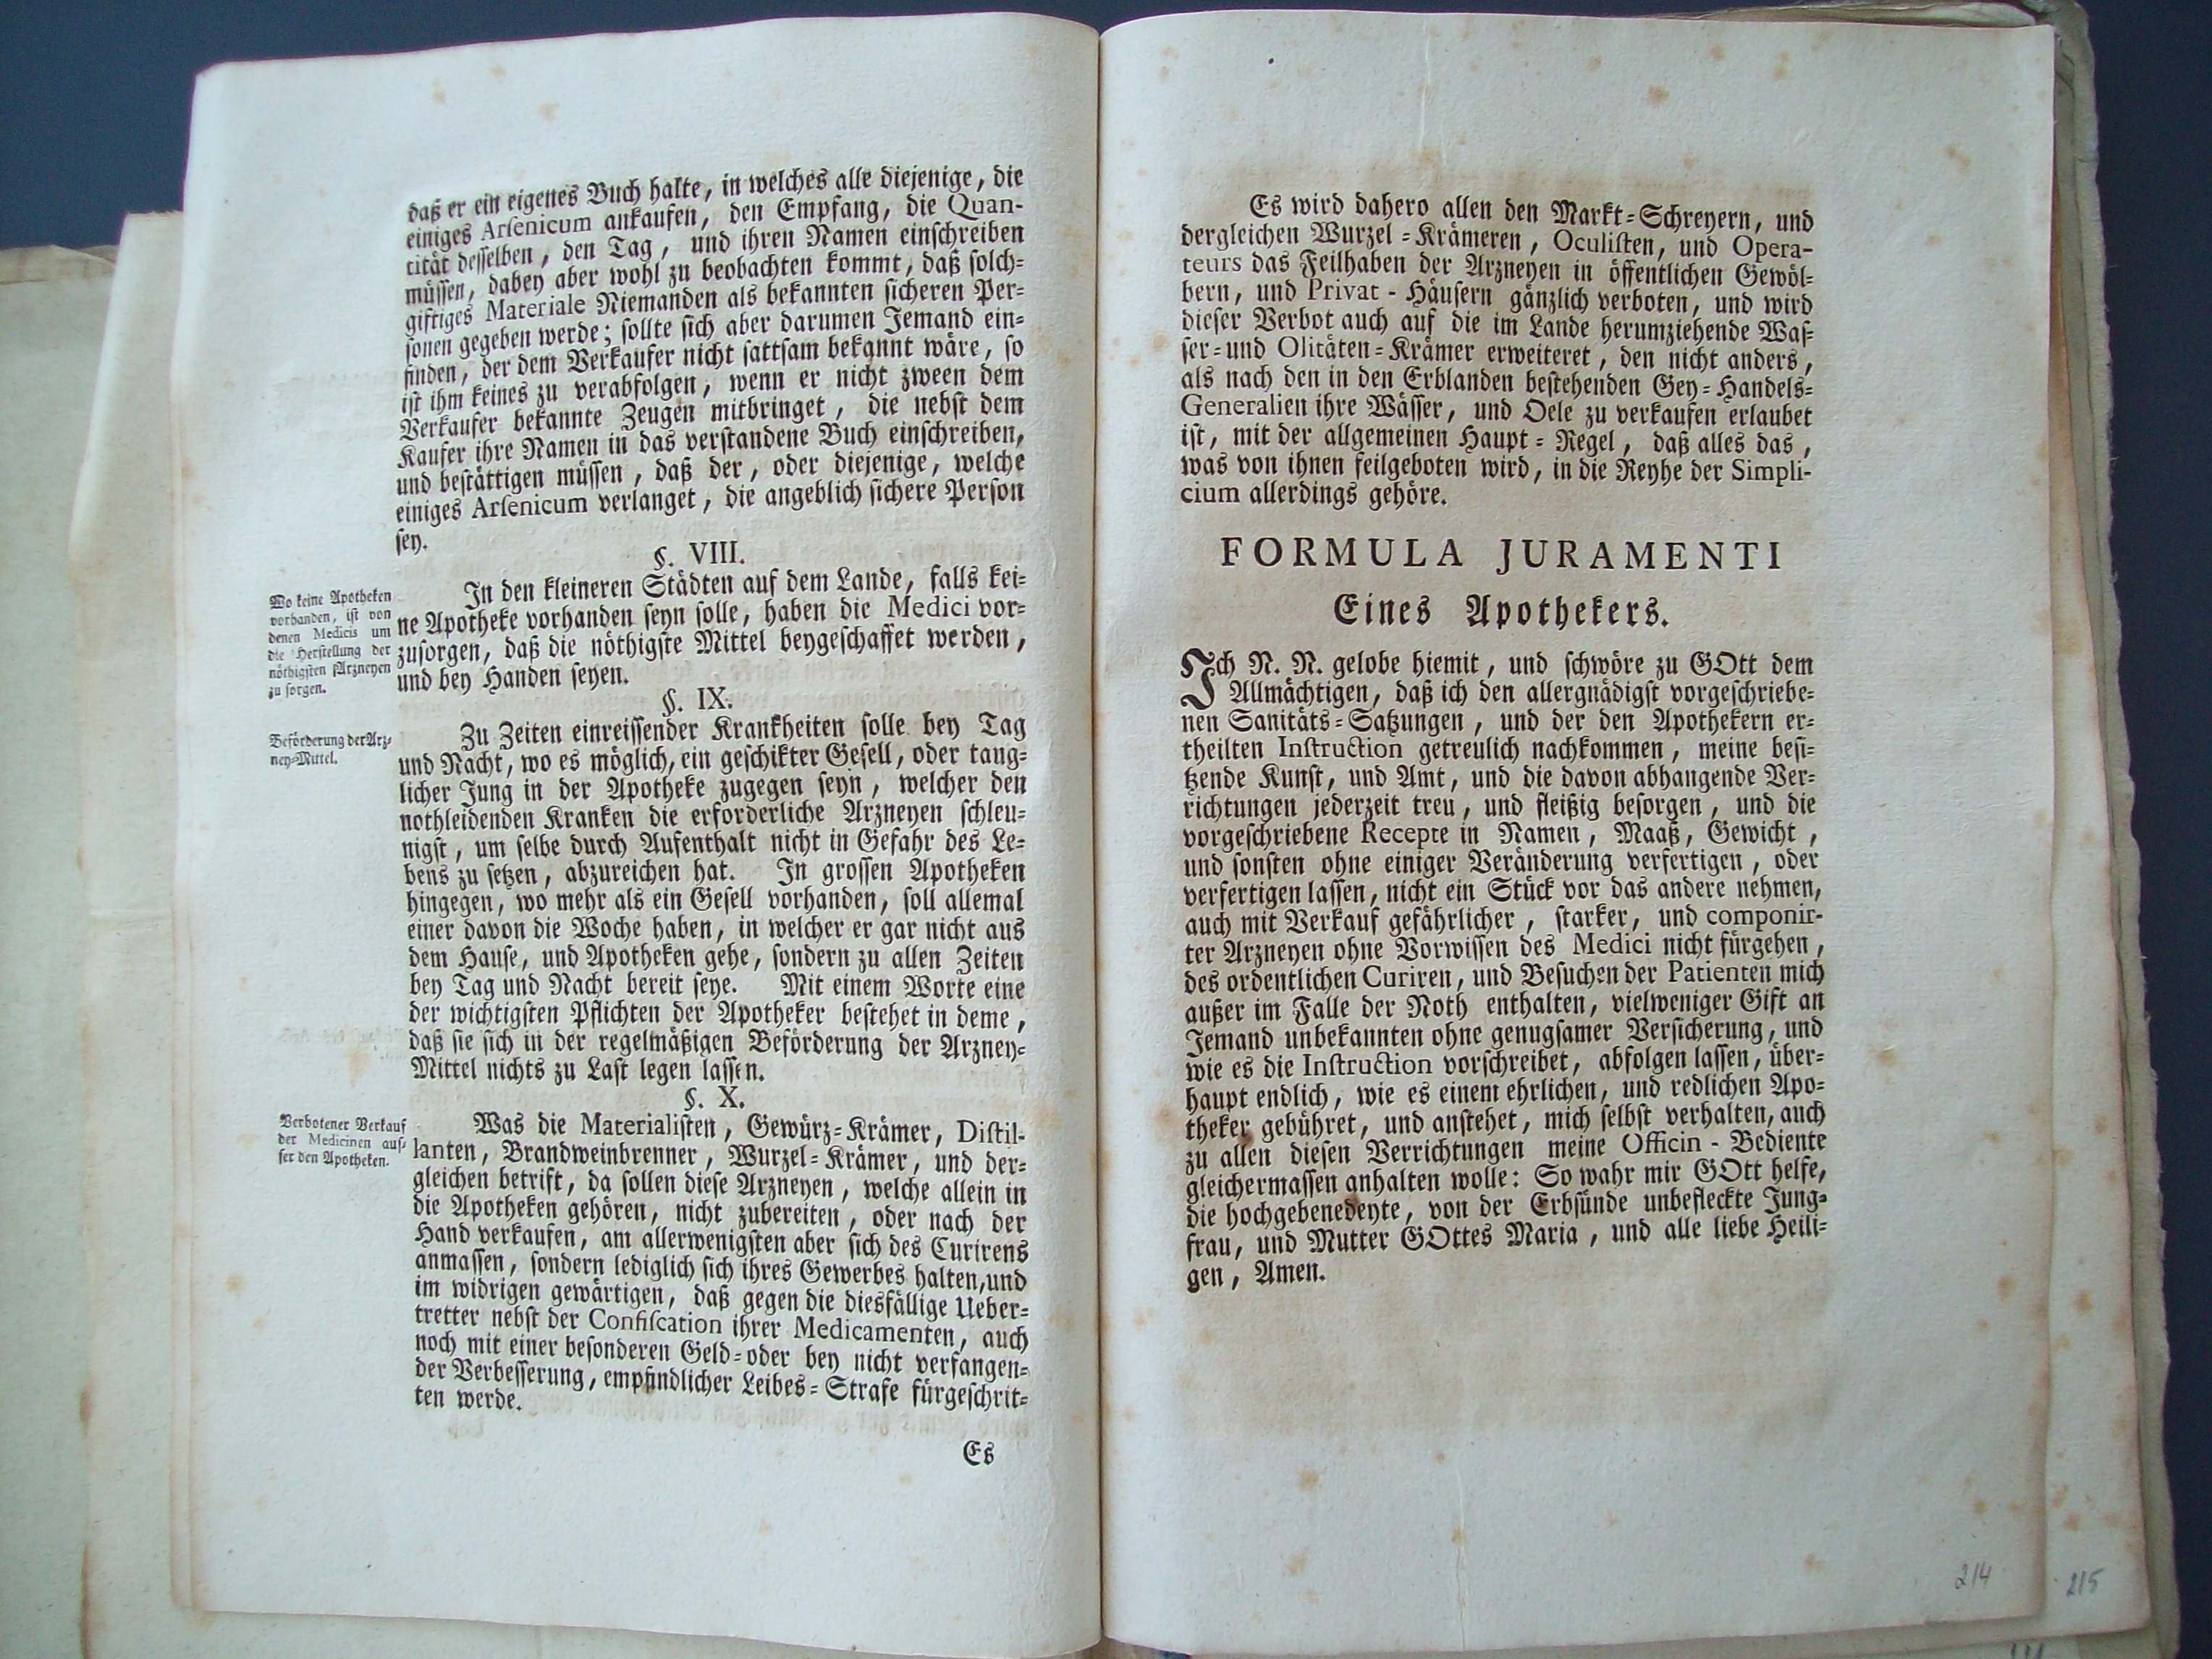 daß er ein eigenes Buch halte, in welches alle diejenige, die
einiges Arsenicum ankaufen, den Empfang, die Quan-
tität desselben, den Tag, und ihren Namen einschreiben
müssen, dabey aber wohl zu beobachten kommt, daß solch-
giftiges Materiale Niemanden als bekannten sicheren Per-
sonen gegeben werde; sollte sich aber darumen Jemand ein-
finden, der dem Verkaufer nicht sattsam bekannt wäre, so
ist ihm keines zu verabfolgen, wenn er nicht zween dem
Verkaufer bekannte Zeugen mitbringet, die nebst dem
Kaufer ihre Namen in das verstandene Buch einschreiben,
und bestättigen müssen, daß der, oder diejenige, welche
einiges Arsenicum verlanget, die angeblich sichere Person
sey.
§. VIII.
Wo keine Apotheken
vorhanden, ist von
denen Medicis um
die Herstellung der
nöthigsten Arzneyen
zu sorgen.
In den kleineren Städten auf dem Lande, falls kei-
ne Apotheke vorhanden seyn solle, haben die Medici vor-
zusorgen, daß die nöthigste Mittel beygeschaffet werden,
und bey Handen seyen.
§. IX.
Beförderung der Arz-
ney-Mittel.
Zu Zeiten einreissender Krankheiten solle bey Tag
und Nacht, wo es möglich, ein geschikter Gesell, oder taug-
licher Jung in der Apotheke zugegen seyn, welcher den
nothleidenden Kranken die erforderliche Arzneyen schleu-
nigst, um selbe durch Aufenthalt nicht in Gefahr des Le-
bens zu setzen, abzureichen hat. In grossen Apotheken
hingegen, wo mehr als ein Gesell vorhanden, soll allemal
einer davon die Woche haben, in welcher er gar nicht aus
dem Hause, und Apotheken gehe, sondern zu allen Zeiten
bey Tag und Nacht bereit seye. Mit einem Worte eine
der wichtigsten Pflichten der Apotheker bestehet in deme,
daß sie sich in der regelmäßigen Beförderung der Arzney-
Mittel nichts zu Last legen lassen.
§. X.
Verbotener Verkauf
der Medicinen aus-
ser den Apotheken.
Was die Materialisten, Gewürz-Krämer, Distil-
lanten, Brandweinbrenner, Wurzel-Krämer, und der-
gleichen betrift, da sollen diese Arzneyen, welche allein in
die Apotheken gehören, nicht zubereiten, oder nach der
Hand verkaufen, am allerwenigsten aber sich des Curirens
anmassen, sondern lediglich sich ihres Gewerbes halten, und
im widrigen gewärtigen, daß gegen die diesfällige Ueber-
tretter nebst der Confiscation ihrer Medicamenten, auch
noch mit einer besonderen Geld-oder bey nicht verfangen-
der Verbesserung, empfindlicher Leibes-Strafe fürgeschrit-
ten werde.
Es
Es wird dahero allen den Markt-Schreyern, und
dergleichen Wurzel-Krämeren, Oculisten, und Opera-
teurs das Feilhaben der Arzneyen in öffentlichen Gewöl-
bern, und Privat-Häusern gänzlich verboten, und wird
dieser Verbot auch auf die im Lande herumziehende Was-
ser-und Olitäten-Krämer erweiteret, den nicht anders,
als nach den in den Erblanden bestehenden Gey-Handels-
Generalien ihre Wässer, und Oele zu verkaufen erlaubet
ist, mit der allgemeinen Haupt-Regel, daß alles das,
was von ihnen feilgeboten wird, in die Reyhe der Simpli-
cium allerdings gehöre.
FORMULA JURAMENTI
Eines Apothekers.
Ich N. N. gelobe hiemit, und schwöre zu GOtt dem
Allmächtigen, daß ich den allergnädigst vorgeschriebe-
nen Sanitäts-Satzungen, und der den Apothekern er-
theilten Instruction getreulich nachkommen, meine besi-
tzende Kunst, und Amt, und die davon abhangende Ver-
richtungen jederzeit treu, und fleißig besorgen, und die
vorgeschriebene Recepte in Namen, Maaß, Gewicht,
und sonsten ohne einiger Veränderung verfertigen, oder
verfertigen lassen, nicht ein Stück vor das andere nehmen,
auch mit Verkauf gefährlicher, starker, und componir-
ter Arzneyen ohne Vorwissen des Medici nicht fürgehen,
des ordentlichen Curiren, und Besuchen der Patienten mich
außer im Falle der Noth enthalten, vielweniger Gift an
Jemand unbekannten ohne genugsamer Versicherung, und
wie es die Instruction vorschreibet, abfolgen lassen, über-
haupt endlich, wie es einem ehrlichen, und redlichen Apo-
theker gebühret, und anstehet, mich selbst verhalten, auch
zu allen diesen Verrichtungen meine Officin-Bediente
gleichermassen anhalten wolle: So wahr mir GOtt helfe,
die hochgebenedeyte, von der Erbsünde unbefleckte Jung-
frau, und Mutter GOttes Maria, und alle liebe Heili-
gen, Amen.
214
215